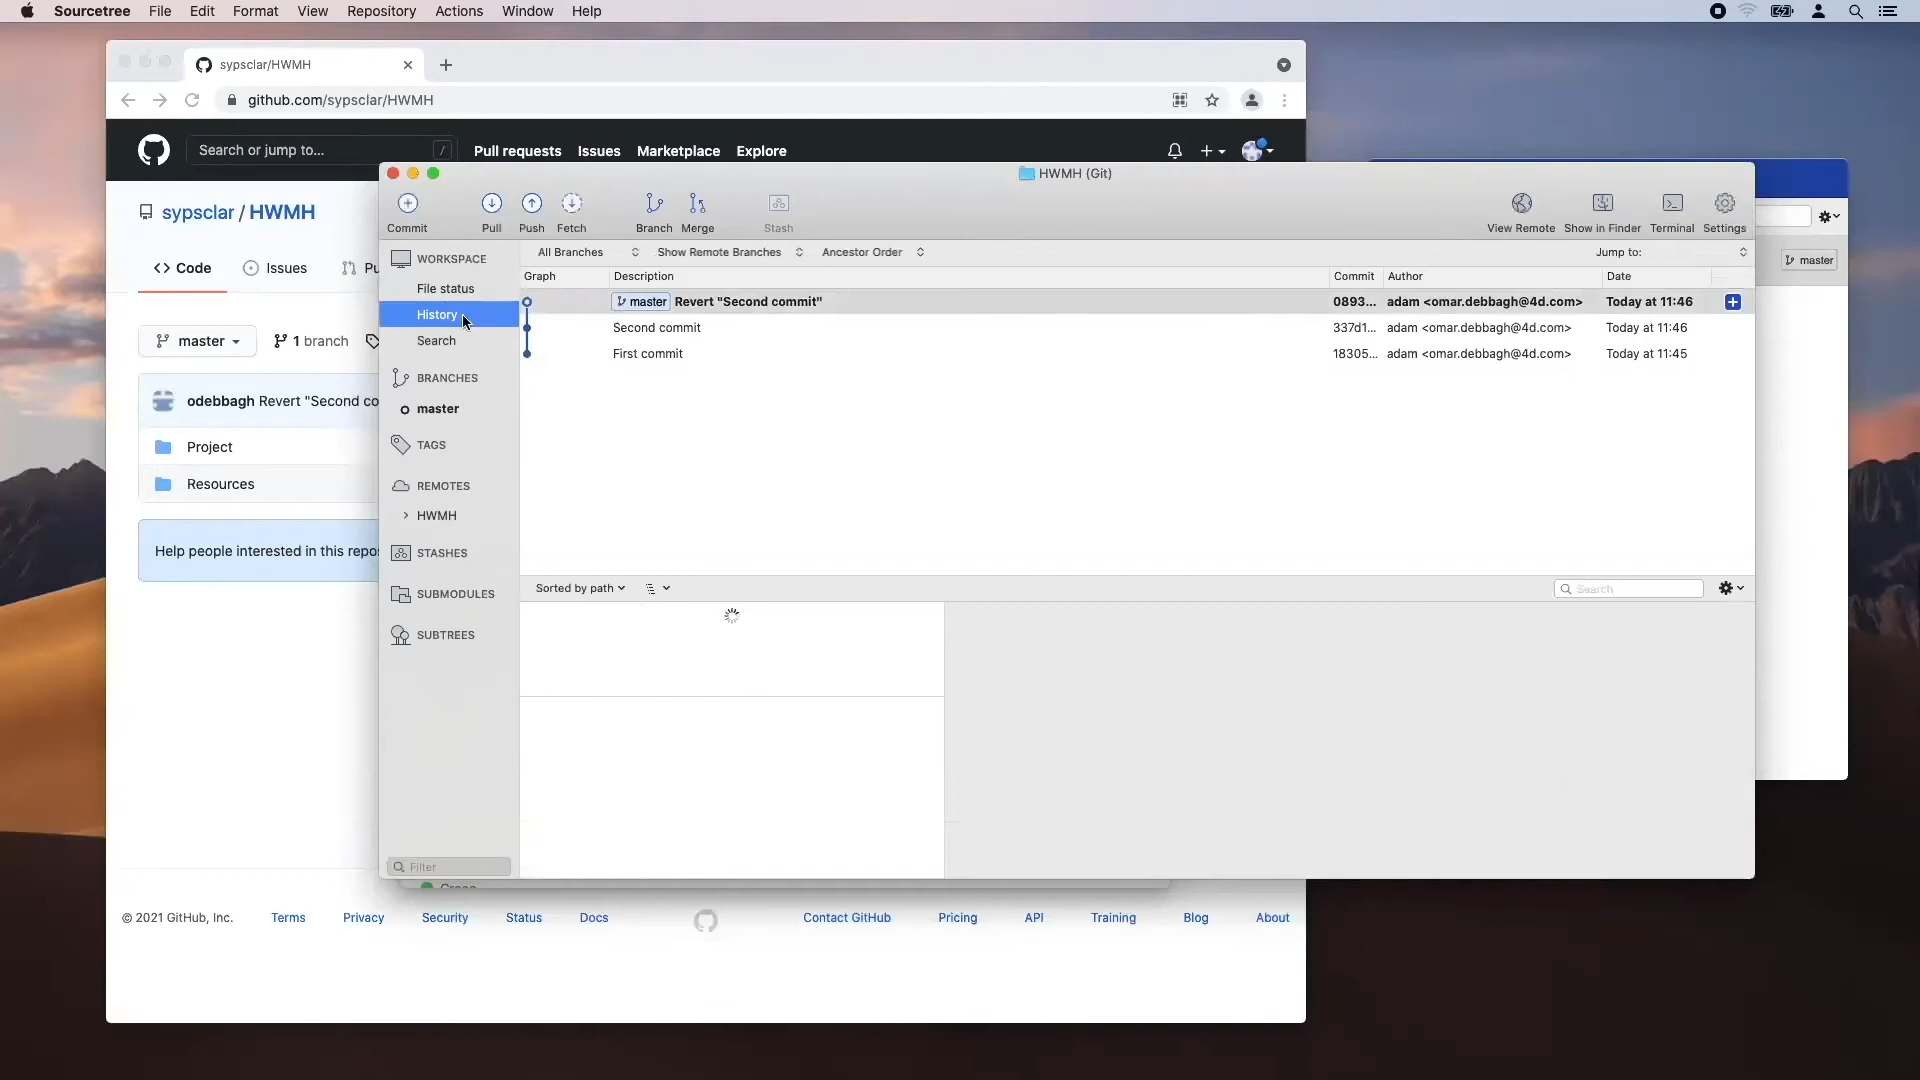 Sourcetree File Edit Format View Repository Actions Window Help
sypsclar/HWMH
github.com/sypsclar/HWMH
Search or jump to... / Pull requests Issues Marketplace Explore
HWMH (Git)
Commit Pull Push Fetch Branch Merge Stash View Remote Show in Finder Terminal Settings
sypsclar / HWMH
Code Issues
master 1 branch
odebbagh Revert "Second co
Project
Resources
Help people interested in this repo
WORKSPACE
File status
History
Search
BRANCHES
master
TAGS
REMOTES
HWMH
STASHES
SUBMODULES
SUBTREES
Filter
All Branches Show Remote Branches Ancestor Order Jump to:
Graph Description Commit Author Date
master Revert "Second commit" 0893... adam <omar.debbagh@4d.com> Today at 11:46
Second commit 337d1... adam <omar.debbagh@4d.com> Today at 11:46
First commit 18305... adam <omar.debbagh@4d.com> Today at 11:45
Sorted by path Search
master
© 2021 GitHub, Inc. Terms Privacy Security Status Docs Contact GitHub Pricing API Training Blog About